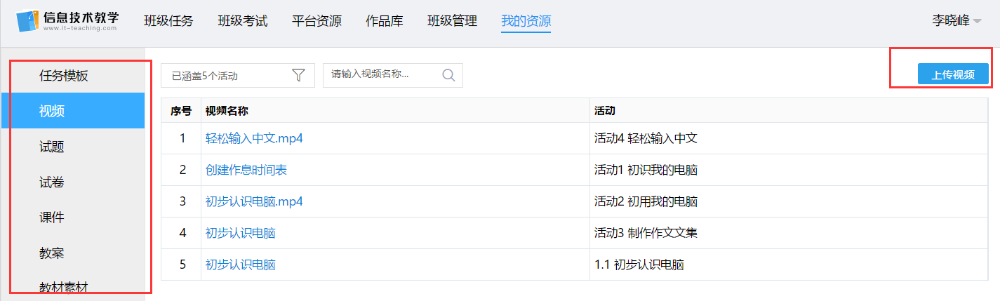 信息技术教学
www.it-teaching.com
班级任务 班级考试 平台资源 作品库 班级管理 我的资源 李晓峰
任务模板
视频
试题
试卷
课件
教案
教材素材
已涵盖5个活动 请输入视频名称... 上传视频
序号 视频名称 活动
1 轻松输入中文.mp4 活动4 轻松输入中文
2 创建作息时间表 活动1 初识我的电脑
3 初步认识电脑.mp4 活动2 初用我的电脑
4 初步认识电脑 活动3 制作作文文集
5 初步认识电脑 1.1 初步认识电脑